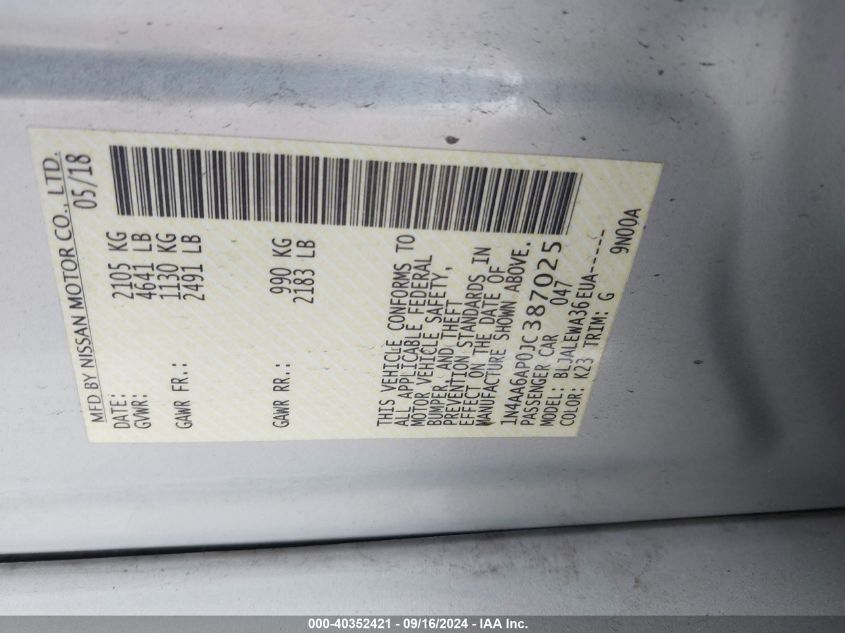 MFD BY NISSAN MOTOR CO., LTD.
DATE: 05/18
GVWR: 2105 KG
4641 LB
GAWR FR.: 1130 KG
2491 LB
GAWR RR.: 990 KG
2183 LB
THIS VEHICLE CONFORMS TO
ALL APPLICABLE FEDERAL
MOTOR VEHICLE SAFETY,
BUMPER, AND THEFT
PREVENTION STANDARDS IN
EFFECT ON THE DATE OF
MANUFACTURE SHOWN ABOVE.
1N4AA6AP0JC387025
PASSENGER CAR 047
MODEL: BLJALEWA36EUA-----
COLOR: K23 TRIM: G 9N00A
000-40352421 - 09/16/2024 - IAA Inc.